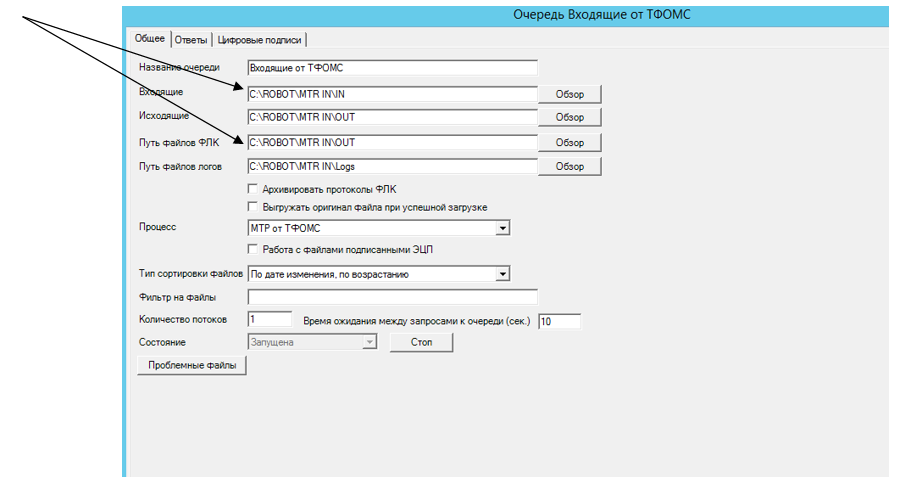 Очередь Входящие от ТФОМС
Общее Ответы Цифровые подписи
Название очереди Входящие от ТФОМС
Входящие C:\ROBOT\MTR IN\IN Обзор
Исходящие C:\ROBOT\MTR IN\OUT Обзор
Путь файлов ФЛК C:\ROBOT\MTR IN\OUT Обзор
Путь файлов логов C:\ROBOT\MTR IN\Logs Обзор
Архивировать протоколы ФЛК
Выгружать оригинал файла при успешной загрузке
Процесс МТР от ТФОМС
Работа с файлами подписанными ЭЦП
Тип сортировки файлов По дате изменения, по возрастанию
Фильтр на файлы
Количество потоков 1 Время ожидания между запросами к очереди (сек.) 10
Состояние Запущена Стоп
Проблемные файлы